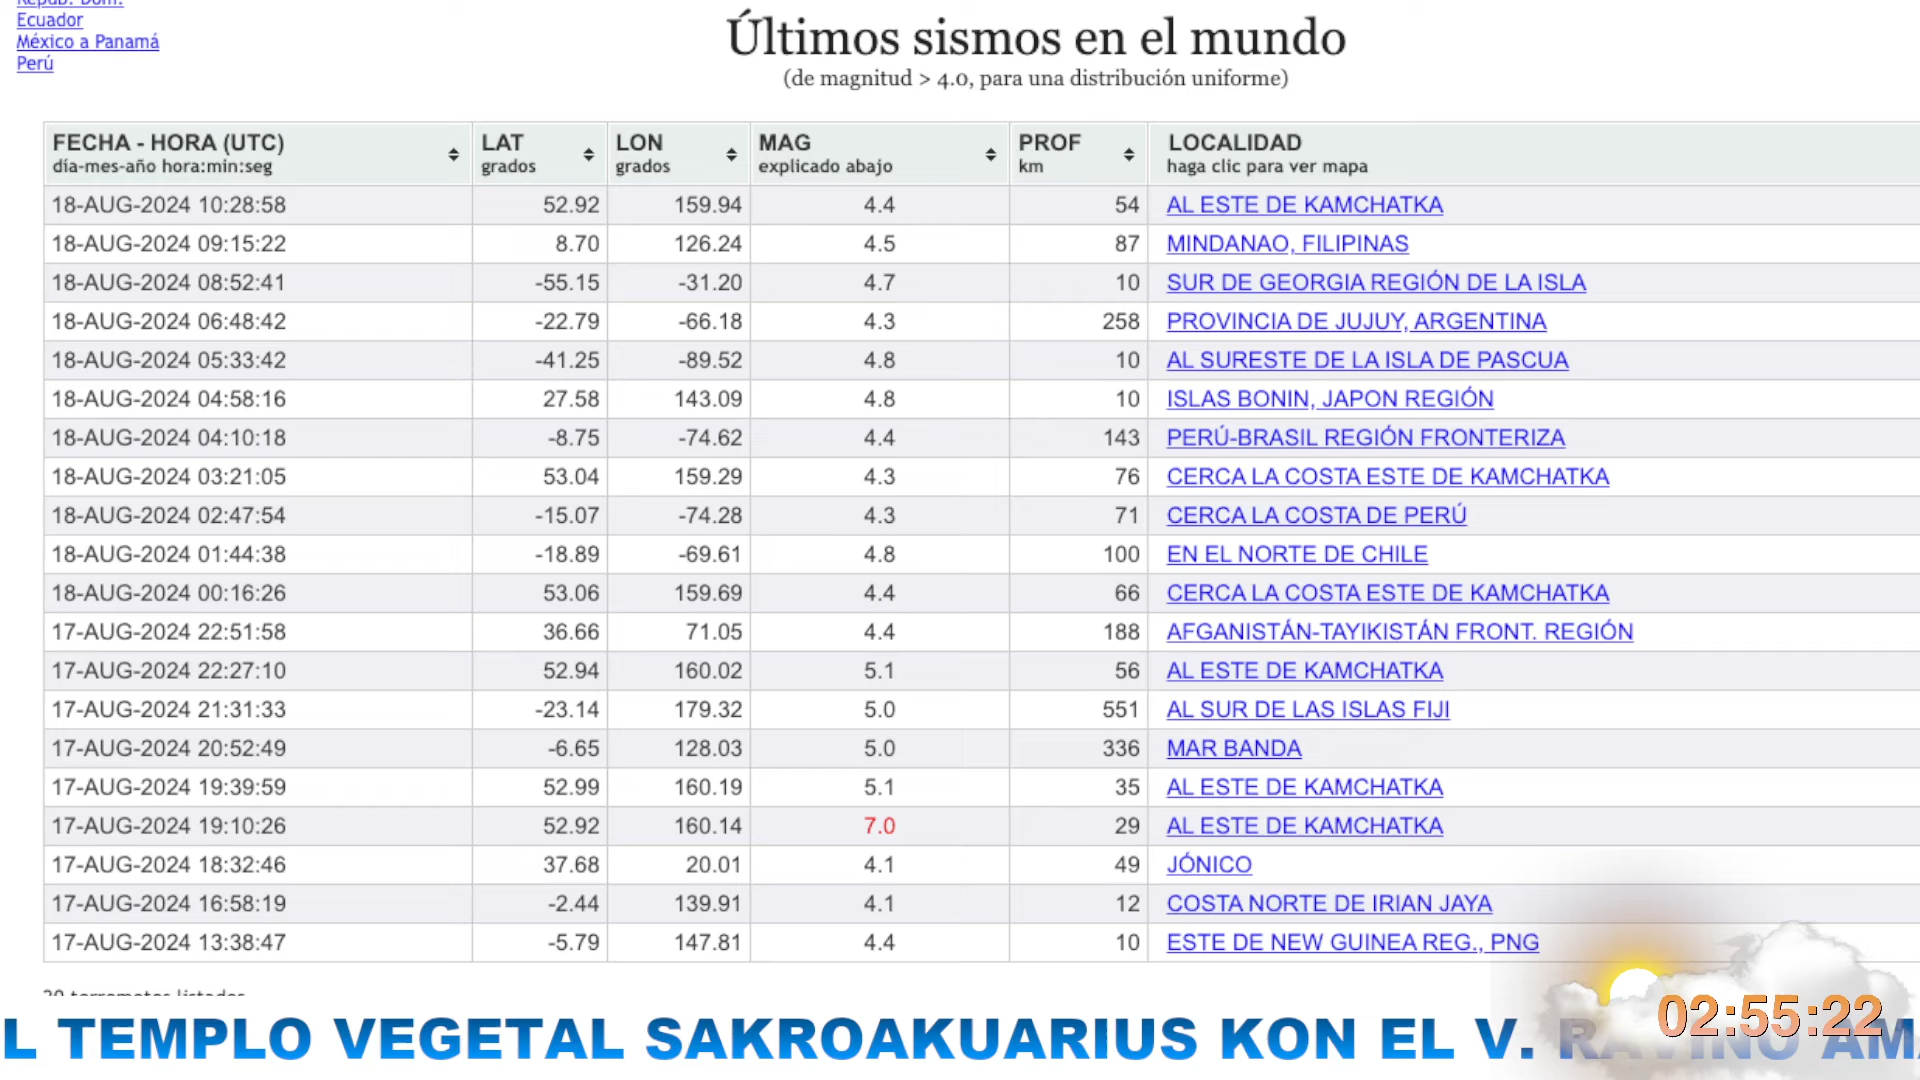 Repúb. Dom.
Ecuador
México a Panamá
Perú
Últimos sismos en el mundo
(de magnitud > 4.0, para una distribución uniforme)
FECHA - HORA (UTC) LAT LON MAG PROF LOCALIDAD
día-mes-año hora:min:seg grados grados explicado abajo km haga clic para ver mapa
18-AUG-2024 10:28:58 52.92 159.94 4.4 54 AL ESTE DE KAMCHATKA
18-AUG-2024 09:15:22 8.70 126.24 4.5 87 MINDANAO, FILIPINAS
18-AUG-2024 08:52:41 -55.15 -31.20 4.7 10 SUR DE GEORGIA REGIÓN DE LA ISLA
18-AUG-2024 06:48:42 -22.79 -66.18 4.3 258 PROVINCIA DE JUJUY, ARGENTINA
18-AUG-2024 05:33:42 -41.25 -89.52 4.8 10 AL SURESTE DE LA ISLA DE PASCUA
18-AUG-2024 04:58:16 27.58 143.09 4.8 10 ISLAS BONIN, JAPON REGIÓN
18-AUG-2024 04:10:18 -8.75 -74.62 4.4 143 PERÚ-BRASIL REGIÓN FRONTERIZA
18-AUG-2024 03:21:05 53.04 159.29 4.3 76 CERCA LA COSTA ESTE DE KAMCHATKA
18-AUG-2024 02:47:54 -15.07 -74.28 4.3 71 CERCA LA COSTA DE PERÚ
18-AUG-2024 01:44:38 -18.89 -69.61 4.8 100 EN EL NORTE DE CHILE
18-AUG-2024 00:16:26 53.06 159.69 4.4 66 CERCA LA COSTA ESTE DE KAMCHATKA
17-AUG-2024 22:51:58 36.66 71.05 4.4 188 AFGANISTÁN-TAYIKISTÁN FRONT. REGIÓN
17-AUG-2024 22:27:10 52.94 160.02 5.1 56 AL ESTE DE KAMCHATKA
17-AUG-2024 21:31:33 -23.14 179.32 5.0 551 AL SUR DE LAS ISLAS FIJI
17-AUG-2024 20:52:49 -6.65 128.03 5.0 336 MAR BANDA
17-AUG-2024 19:39:59 52.99 160.19 5.1 35 AL ESTE DE KAMCHATKA
17-AUG-2024 19:10:26 52.92 160.14 7.0 29 AL ESTE DE KAMCHATKA
17-AUG-2024 18:32:46 37.68 20.01 4.1 49 JÓNICO
17-AUG-2024 16:58:19 -2.44 139.91 4.1 12 COSTA NORTE DE IRIAN JAYA
17-AUG-2024 13:38:47 -5.79 147.81 4.4 10 ESTE DE NEW GUINEA REG., PNG
20 terremotos listados
02:55:22
L TEMPLO VEGETAL SAKROAKUARIUS KON EL V. RAVINO AM